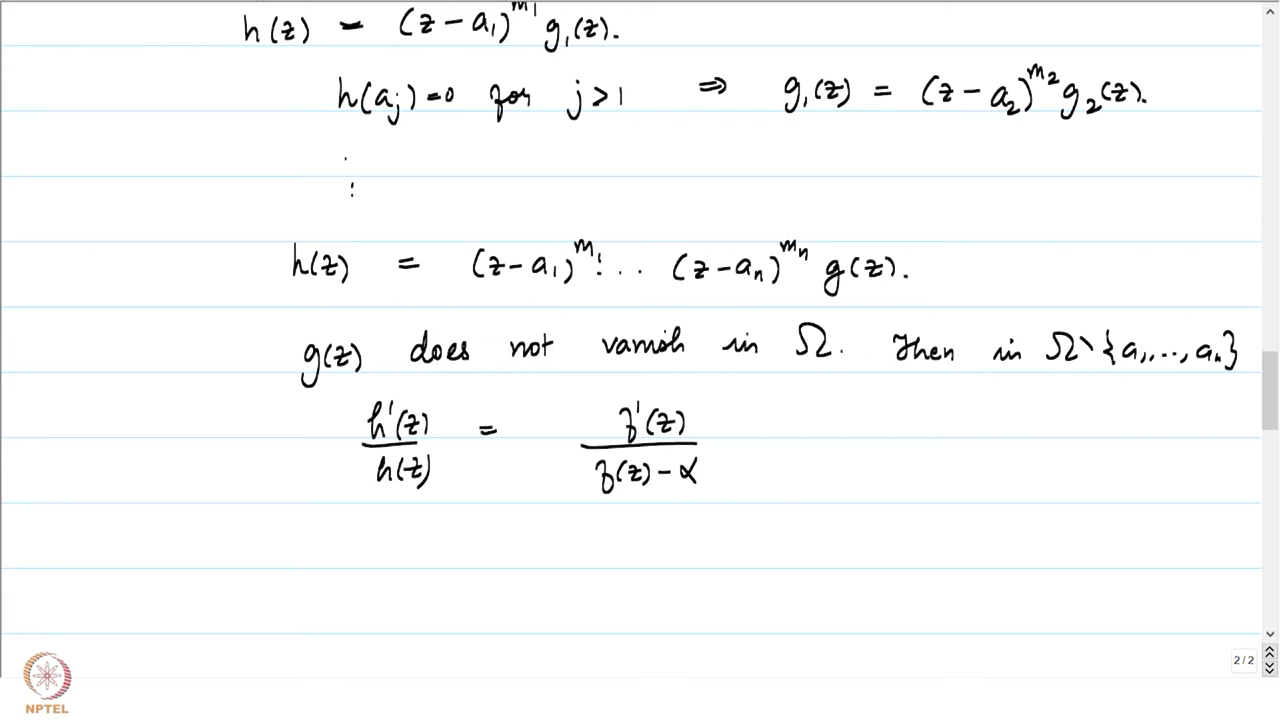 h(z) = (z - a₁)^m₁ g₁(z).
h(aⱼ) = 0 for j > 1 ⇒ g₁(z) = (z - a₂)^m₂ g₂(z).
⋮
h(z) = (z - a₁)^m₁ ... (z - aₙ)^mₙ g(z).
g(z) does not vanish in Ω. Then in Ω \ {a₁, ..., aₙ}
h'(z)/h(z) = f'(z)/(f(z) - α)
2/2
NPTEL